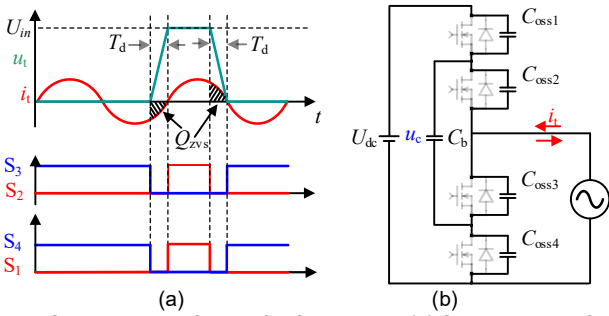 U_in
u_t
i_t
T_d
T_d
t
Q_zvs
S_3
S_2
S_4
S_1
(a)
C_oss1
C_oss2
U_dc
u_c
C_b
i_t
C_oss3
C_oss4
(b)